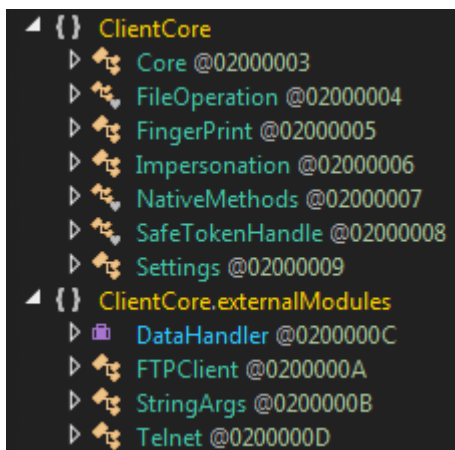 { } ClientCore
Core @02000003
FileOperation @02000004
FingerPrint @02000005
Impersonation @02000006
NativeMethods @02000007
SafeTokenHandle @02000008
Settings @02000009
{ } ClientCore.externalModules
DataHandler @0200000C
FTPClient @0200000A
StringArgs @0200000B
Telnet @0200000D